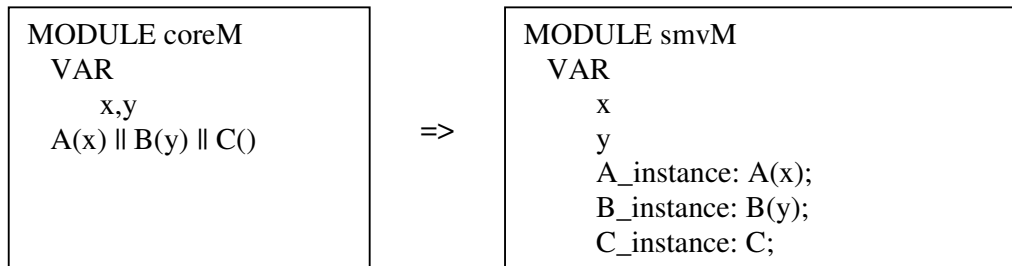 MODULE coreM
VAR
x,y
A(x) || B(y) || C()
=>
MODULE smvM
VAR
x
y
A_instance: A(x);
B_instance: B(y);
C_instance: C;